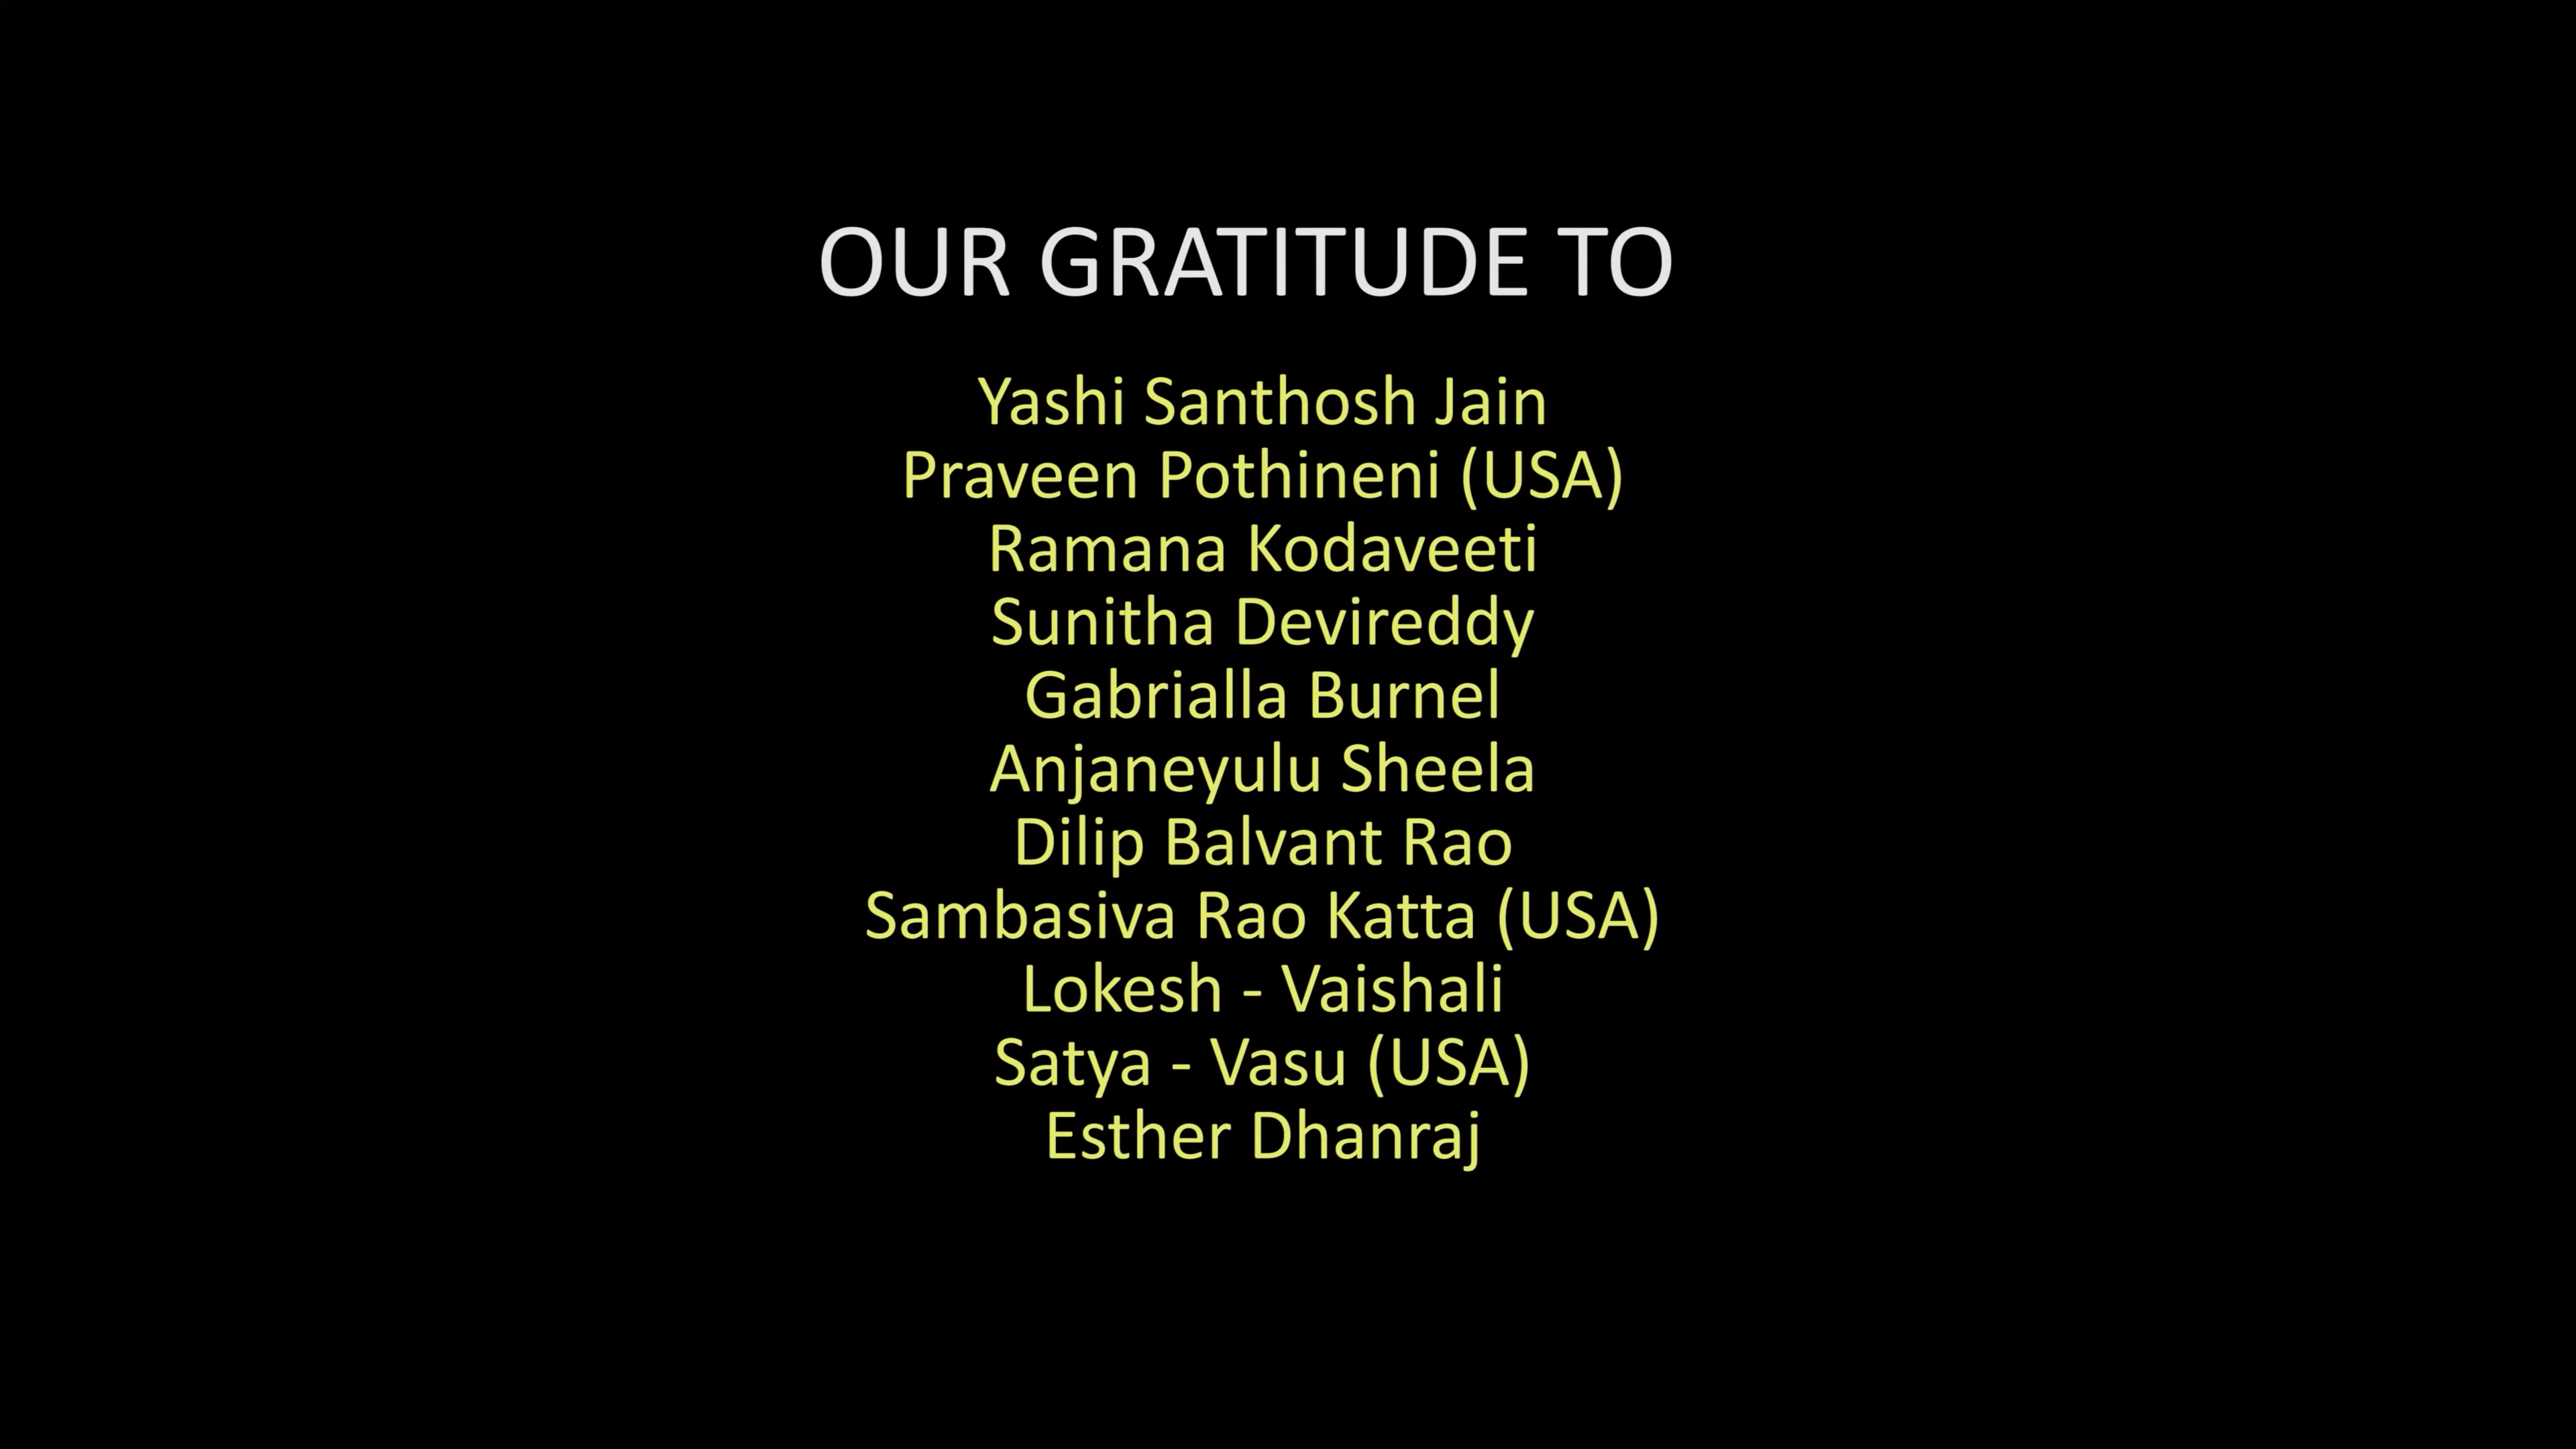 OUR GRATITUDE TO
Yashi Santhosh Jain
Praveen Pothineni (USA)
Ramana Kodaveeti
Sunitha Devireddy
Gabrialla Burnel
Anjaneyulu Sheela
Dilip Balvant Rao
Sambasiva Rao Katta (USA)
Lokesh - Vaishali
Satya - Vasu (USA)
Esther Dhanraj